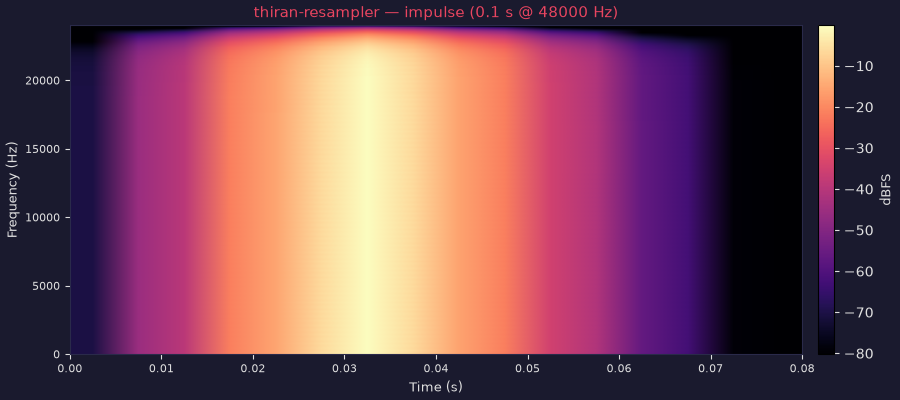 thiran-resampler — impulse (0.1 s @ 48000 Hz)
Frequency (Hz)
20000
15000
10000
5000
0
0.00 0.01 0.02 0.03 0.04 0.05 0.06 0.07 0.08
Time (s)
−10
−20
−30
−40
−50
−60
−70
−80
dBFS